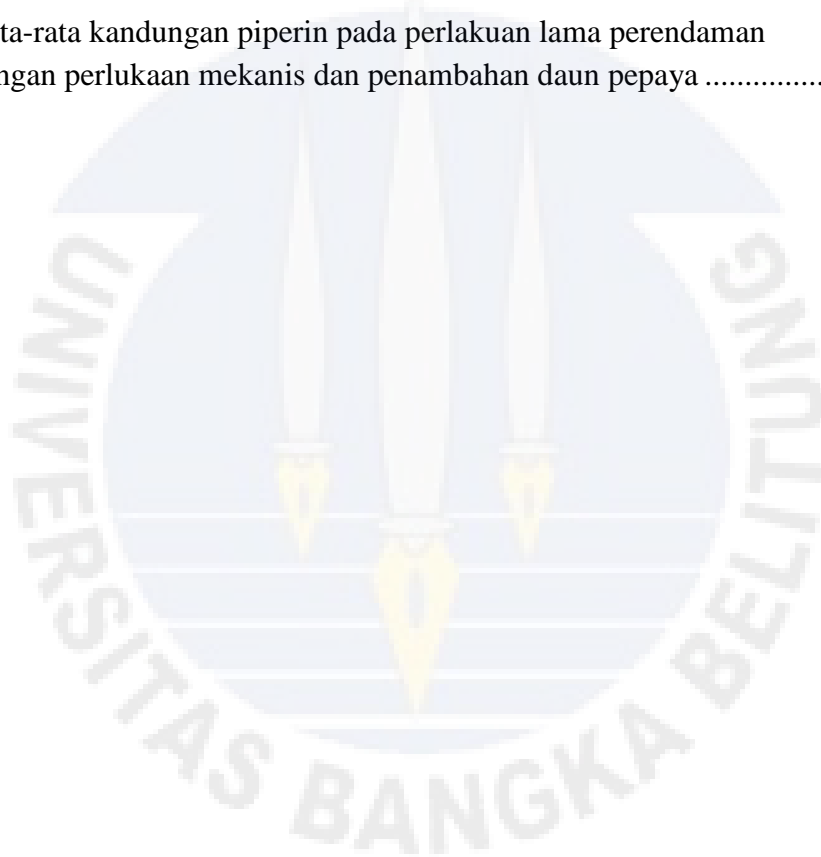 ta-rata kandungan piperin pada perlakuan lama perendaman
ngan perlukaan mekanis dan penambahan daun pepaya ...............
UNIVERSITAS BANGKA BELITUNG